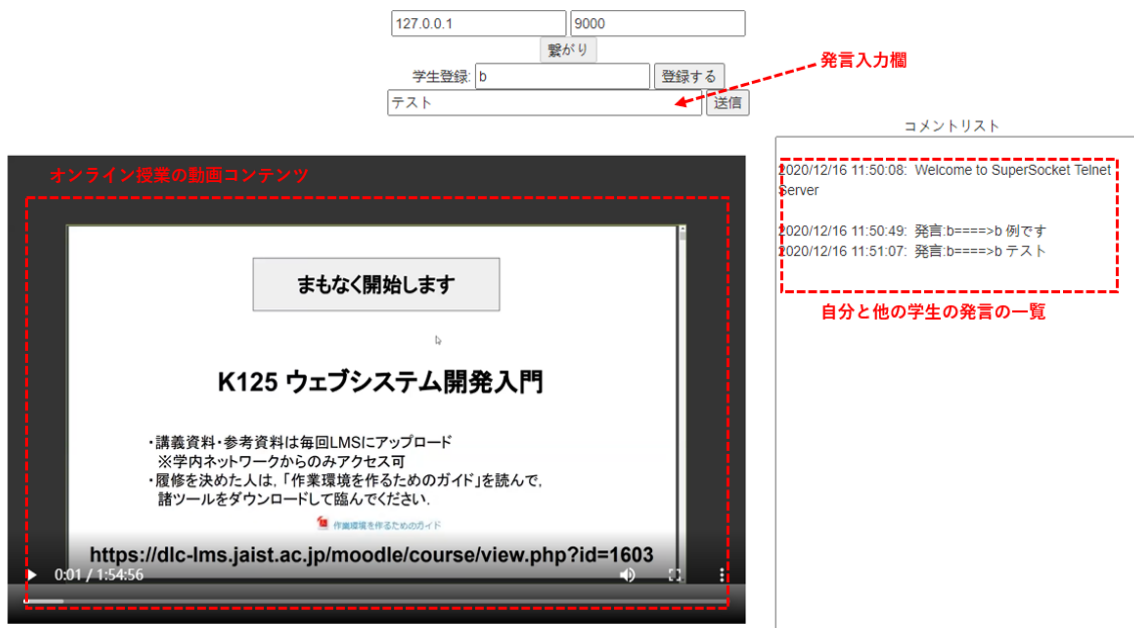 127.0.0.1 9000
繋がり
学生登録: b 登録する
発言入力欄
テスト 送信
コメントリスト
オンライン授業の動画コンテンツ
2020/12/16 11:50:08: Welcome to SuperSocket Telnet
Server
2020/12/16 11:50:49: 発言:b====>b 例です
2020/12/16 11:51:07: 発言:b====>b テスト
自分と他の学生の発言の一覧
まもなく開始します
K125 ウェブシステム開発入門
・講義資料・参考資料は毎回LMSにアップロード
※学内ネットワークからのみアクセス可
・履修を決めた人は,「作業環境を作るためのガイド」を読んで,
諸ツールをダウンロードして臨んでください.
作業環境を作るためのガイド
https://dlc-lms.jaist.ac.jp/moodle/course/view.php?id=1603
0:01 / 1:54:56